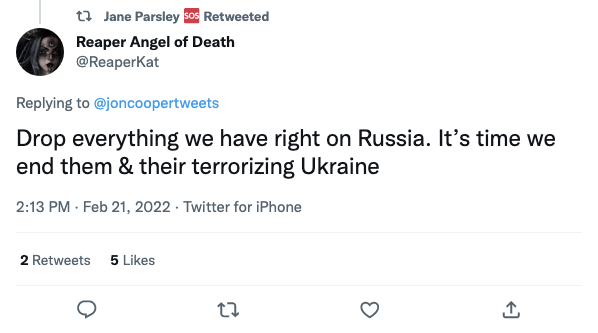 Jane Parsley 🆘 Retweeted
Reaper Angel of Death
@ReaperKat
Replying to @joncoopertweets
Drop everything we have right on Russia. It’s time we
end them & their terrorizing Ukraine
2:13 PM · Feb 21, 2022 · Twitter for iPhone
2 Retweets 5 Likes